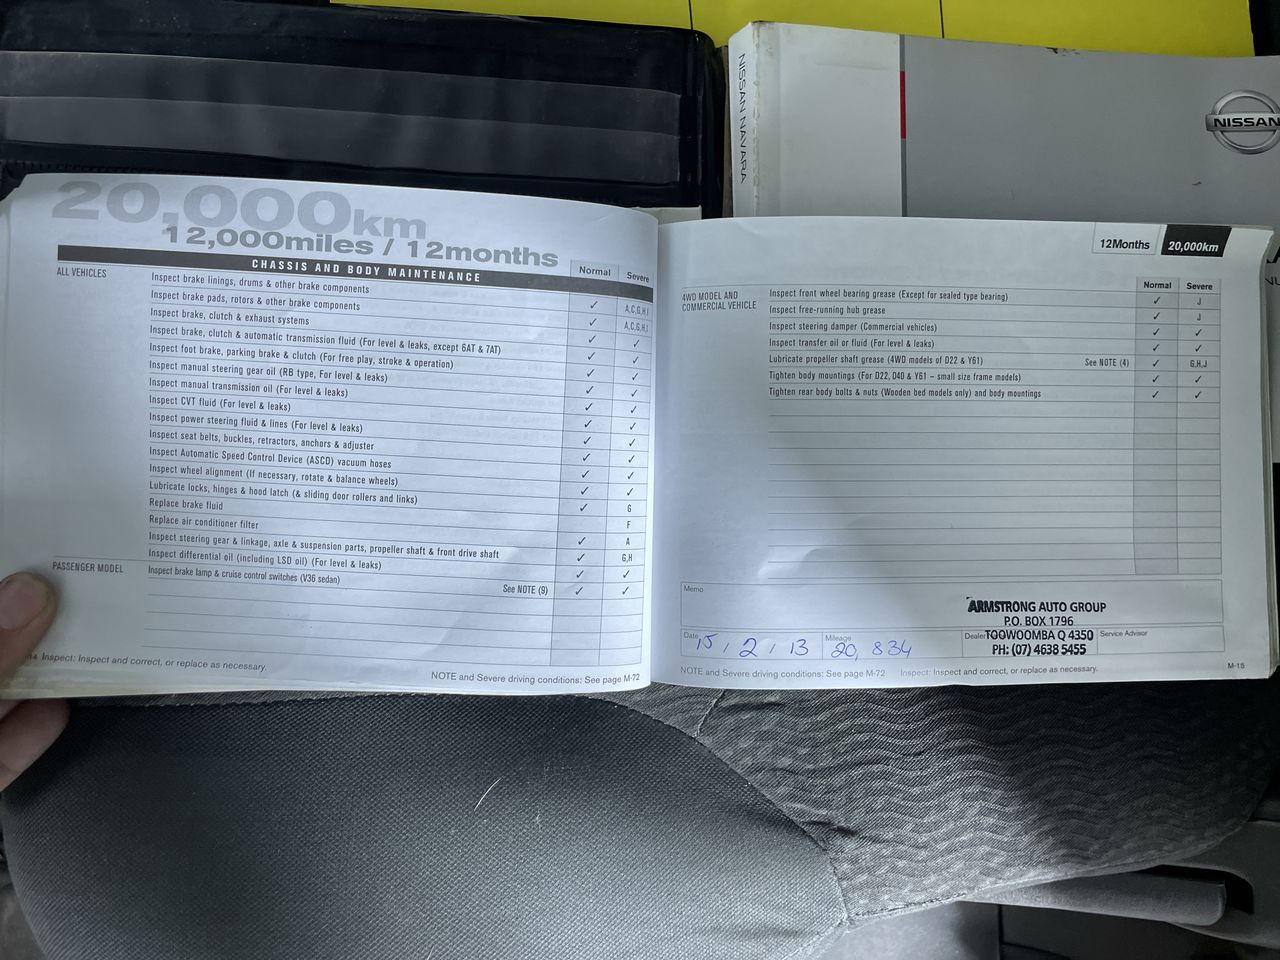 NISSAN NAVARA
NISSAN
20,000km
12,000miles / 12months
CHASSIS AND BODY MAINTENANCE
Normal
Severe
ALL VEHICLES
Inspect brake linings, drums & other brake components ✓ A,C,G,H,I
Inspect brake pads, rotors & other brake components ✓ A,C,G,H,I
Inspect brake, clutch & exhaust systems ✓ ✓
Inspect brake, clutch & automatic transmission fluid (For level & leaks, except 6AT & 7AT) ✓ ✓
Inspect foot brake, parking brake & clutch (For free play, stroke & operation) ✓ ✓
Inspect manual steering gear oil (RB type, For level & leaks) ✓ ✓
Inspect manual transmission oil (For level & leaks) ✓ ✓
Inspect CVT fluid (For level & leaks) ✓ ✓
Inspect power steering fluid & lines (For level & leaks) ✓ ✓
Inspect seat belts, buckles, retractors, anchors & adjuster ✓ ✓
Inspect Automatic Speed Control Device (ASCD) vacuum hoses ✓ ✓
Inspect wheel alignment (If necessary, rotate & balance wheels) ✓ ✓
Lubricate locks, hinges & hood latch (& sliding door rollers and links) ✓ G
Replace brake fluid F
Replace air conditioner filter ✓ A
Inspect steering gear & linkage, axle & suspension parts, propeller shaft & front drive shaft ✓ G,H
Inspect differential oil (including LSD oil) (For level & leaks) ✓ ✓
PASSENGER MODEL
Inspect brake lamp & cruise control switches (V36 sedan) See NOTE (9) ✓ ✓
Inspect: Inspect and correct, or replace as necessary.
NOTE and Severe driving conditions: See page M-72
12Months
20,000km
Normal
Severe
4WD MODEL AND
COMMERCIAL VEHICLE
Inspect front wheel bearing grease (Except for sealed type bearing) ✓ J
Inspect free-running hub grease ✓ J
Inspect steering damper (Commercial vehicles) ✓ ✓
Inspect transfer oil or fluid (For level & leaks) ✓ ✓
Lubricate propeller shaft grease (4WD models of D22 & Y61) See NOTE (4) ✓ G,H,J
Tighten body mountings (For D22, D40 & Y61 – small size frame models) ✓ ✓
Tighten rear body bolts & nuts (Wooden bed models only) and body mountings ✓ ✓
Memo
ARMSTRONG AUTO GROUP
P.O. BOX 1796
TOOWOOMBA Q 4350
PH: (07) 4638 5455
Date 15 / 2 / 13
Mileage 20,834
Dealer
Service Advisor
NOTE and Severe driving conditions: See page M-72
Inspect: Inspect and correct, or replace as necessary.
M-15